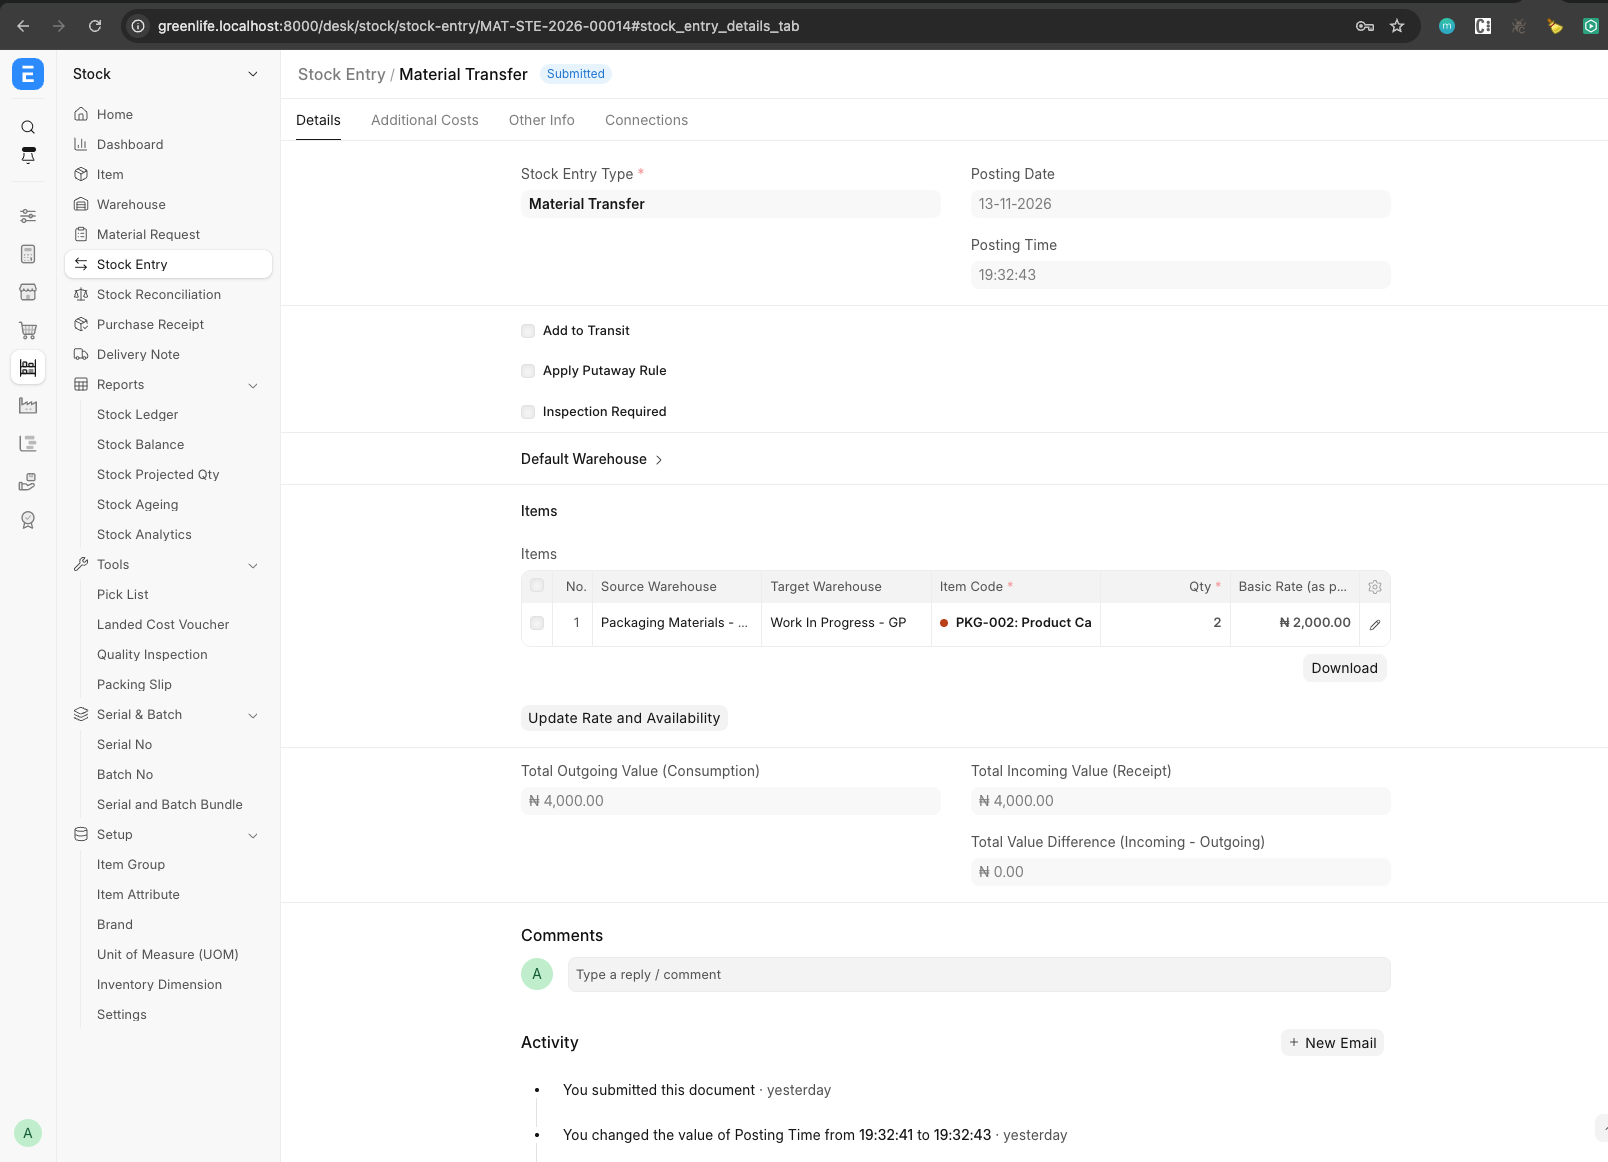 greenlife.localhost:8000/desk/stock/stock-entry/MAT-STE-2026-00014#stock_entry_details_tab
m
E
Stock
Stock Entry / Material Transfer Submitted
Home
Dashboard
Item
Warehouse
Material Request
Stock Entry
Stock Reconciliation
Purchase Receipt
Delivery Note
Reports
Stock Ledger
Stock Balance
Stock Projected Qty
Stock Ageing
Stock Analytics
Tools
Pick List
Landed Cost Voucher
Quality Inspection
Packing Slip
Serial & Batch
Serial No
Batch No
Serial and Batch Bundle
Setup
Item Group
Item Attribute
Brand
Unit of Measure (UOM)
Inventory Dimension
Settings
A
Details Additional Costs Other Info Connections
Stock Entry Type *
Material Transfer
Posting Date
13-11-2026
Posting Time
19:32:43
Add to Transit
Apply Putaway Rule
Inspection Required
Default Warehouse
Items
Items
No. Source Warehouse Target Warehouse Item Code * Qty * Basic Rate (as p...
1 Packaging Materials - ... Work In Progress - GP PKG-002: Product Ca 2 ₦ 2,000.00
Download
Update Rate and Availability
Total Outgoing Value (Consumption)
₦ 4,000.00
Total Incoming Value (Receipt)
₦ 4,000.00
Total Value Difference (Incoming - Outgoing)
₦ 0.00
Comments
A
Type a reply / comment
Activity
+ New Email
You submitted this document · yesterday
You changed the value of Posting Time from 19:32:41 to 19:32:43 · yesterday